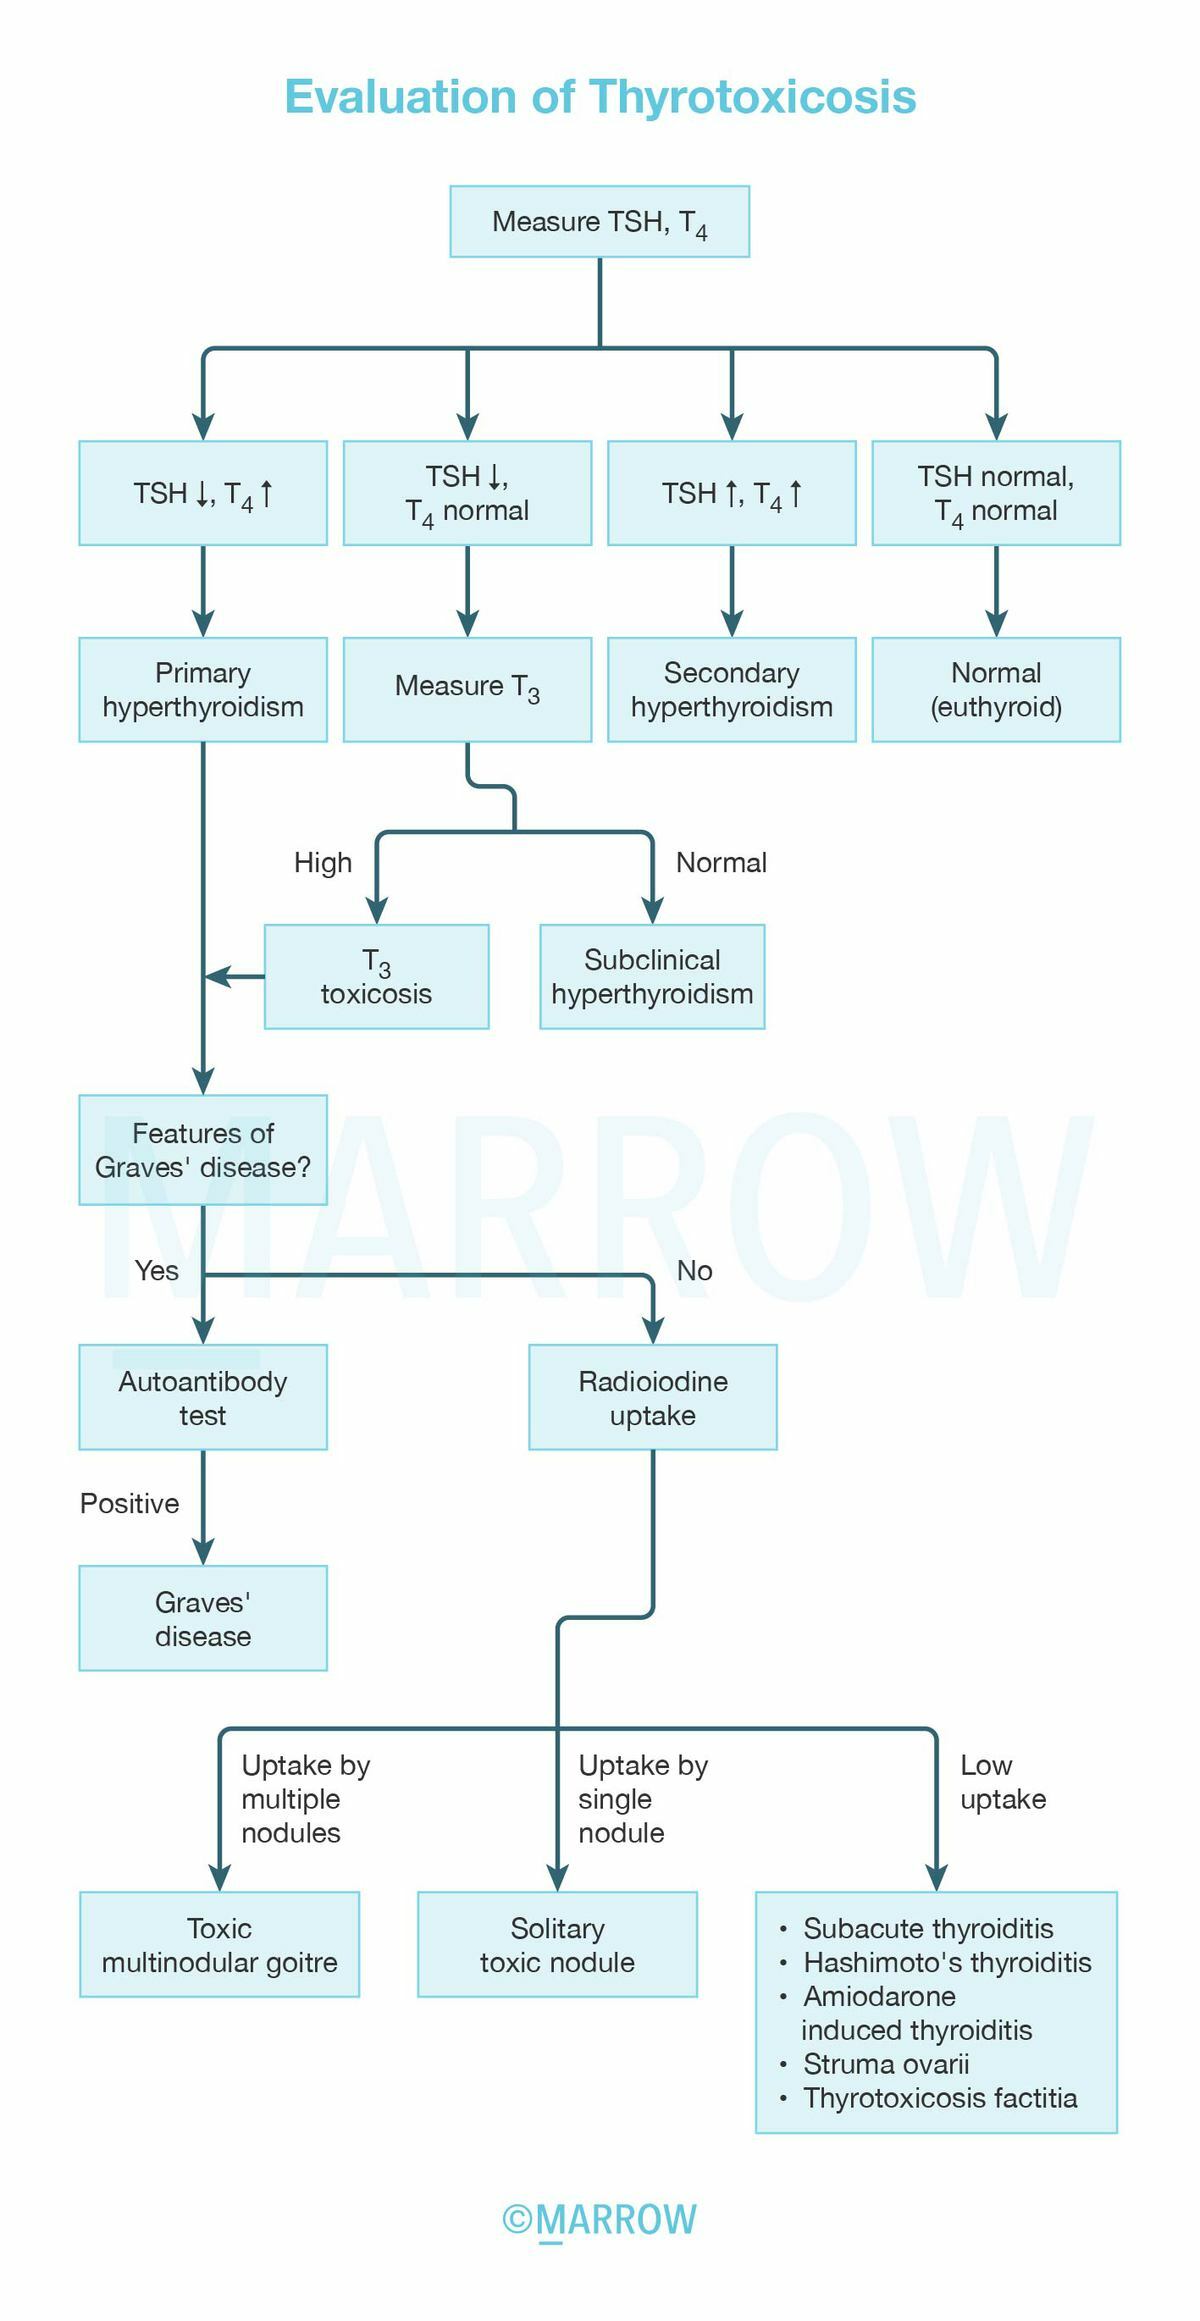 Evaluation of Thyrotoxicosis
Measure TSH, T4
TSH ↓, T4 ↑
TSH ↓,
T4 normal
TSH ↑, T4 ↑
TSH normal,
T4 normal
Primary
hyperthyroidism
Measure T3
Secondary
hyperthyroidism
Normal
(euthyroid)
High
Normal
T3
toxicosis
Subclinical
hyperthyroidism
MARROW
Features of
Graves' disease?
Yes
No
Autoantibody
test
Radioiodine
uptake
Positive
Graves'
disease
Uptake by
multiple
nodules
Uptake by
single
nodule
Low
uptake
Toxic
multinodular goitre
Solitary
toxic nodule
• Subacute thyroiditis
• Hashimoto's thyroiditis
• Amiodarone
induced thyroiditis
• Struma ovarii
• Thyrotoxicosis factitia
©MARROW